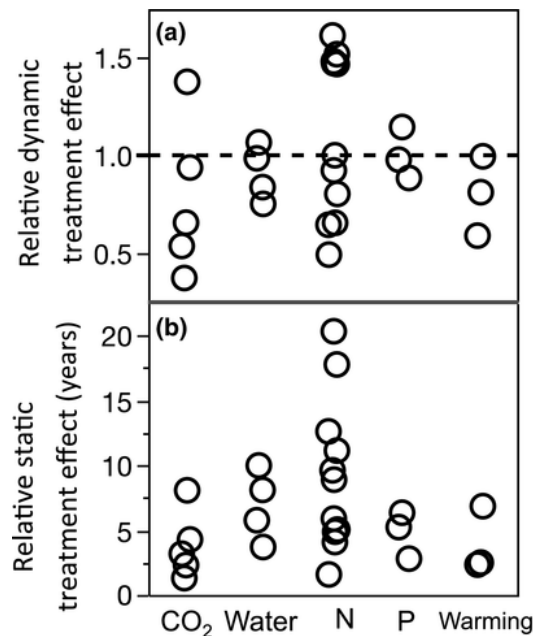 (a)
Relative dynamic
treatment effect
1.5
1.0
0.5
(b)
Relative static
treatment effect (years)
20
15
10
5
0
CO₂ Water N P Warming